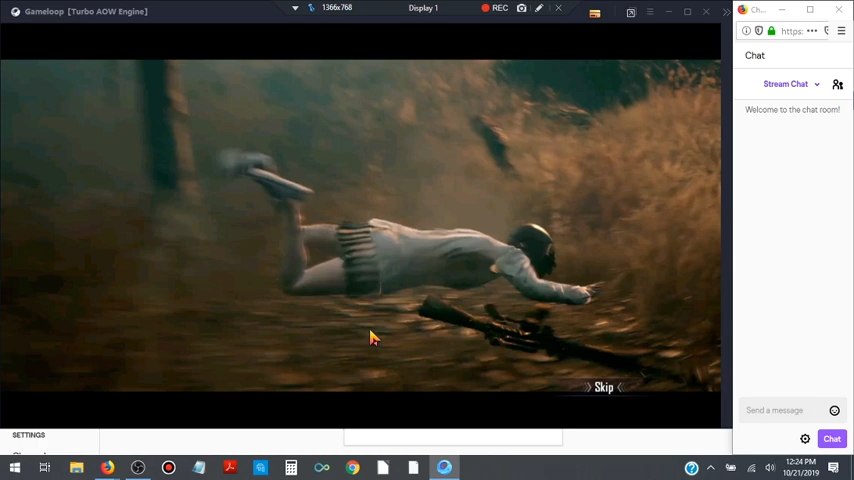 Gameloop [Turbo AOW Engine]
1366x768
Display 1
REC
Ch...
https:
Chat
Stream Chat
Welcome to the chat room!
Skip
Send a message
Chat
SETTINGS
12:24 PM
10/21/2019